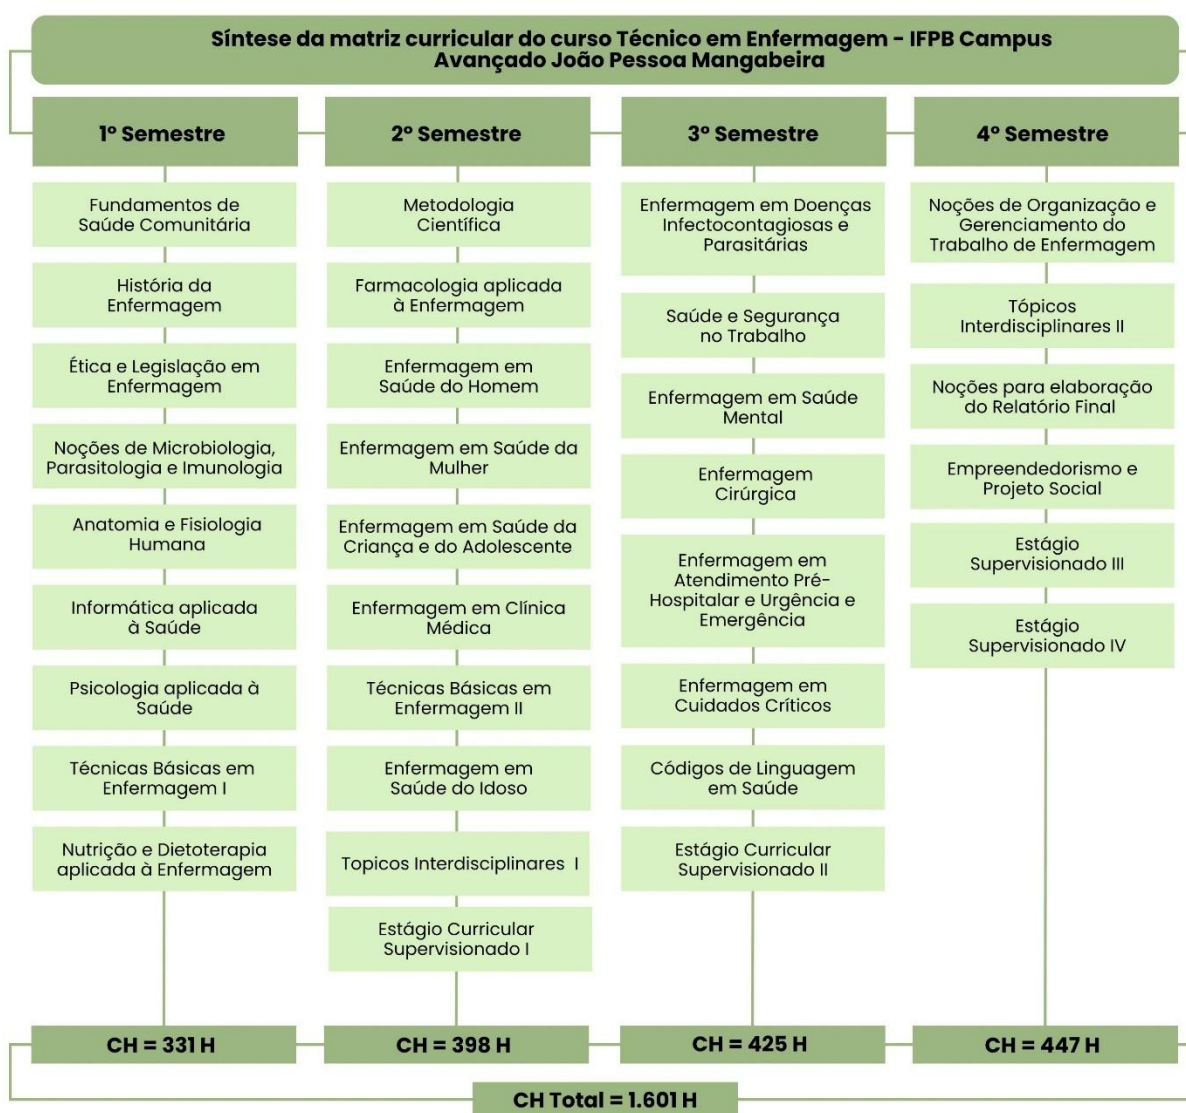 Síntese da matriz curricular do curso Técnico em Enfermagem - IFPB Campus
Avançado João Pessoa Mangabeira
1º Semestre
Fundamentos de
Saúde Comunitária
História da
Enfermagem
Ética e Legislação em
Enfermagem
Noções de Microbiologia,
Parasitologia e Imunologia
Anatomia e Fisiologia
Humana
Informática aplicada
à Saúde
Psicologia aplicada à
Saúde
Técnicas Básicas em
Enfermagem I
Nutrição e Dietoterapia
aplicada à Enfermagem
CH = 331 H
2º Semestre
Metodologia
Científica
Farmacologia aplicada
à Enfermagem
Enfermagem em
Saúde do Homem
Enfermagem em Saúde da
Mulher
Enfermagem em Saúde da
Criança e do Adolescente
Enfermagem em Clínica
Médica
Técnicas Básicas em
Enfermagem II
Enfermagem em
Saúde do Idoso
Topicos Interdisciplinares I
Estágio Curricular
Supervisionado I
CH = 398 H
3º Semestre
Enfermagem em Doenças
Infectocontagiosas e
Parasitárias
Saúde e Segurança
no Trabalho
Enfermagem em Saúde
Mental
Enfermagem
Cirúrgica
Enfermagem em
Atendimento Pré-
Hospitalar e Urgência e
Emergência
Enfermagem em
Cuidados Críticos
Códigos de Linguagem
em Saúde
Estágio Curricular
Supervisionado II
CH = 425 H
4º Semestre
Noções de Organização e
Gerenciamento do
Trabalho de Enfermagem
Tópicos
Interdisciplinares II
Noções para elaboração
do Relatório Final
Empreendedorismo e
Projeto Social
Estágio
Supervisionado III
Estágio
Supervisionado IV
CH = 447 H
CH Total = 1.601 H